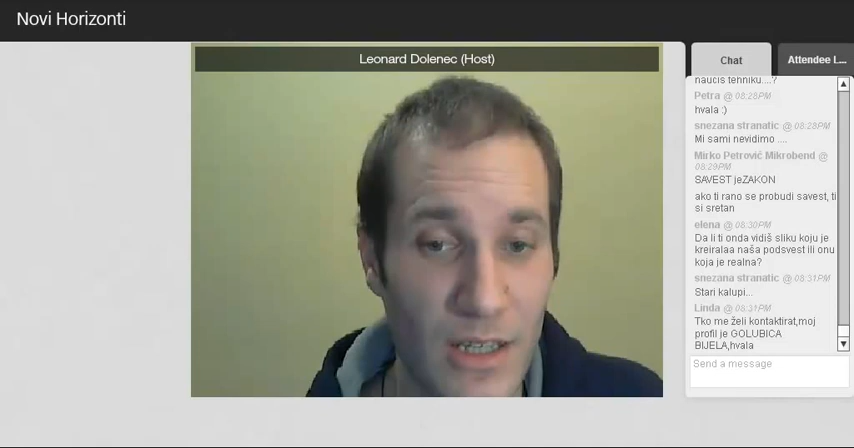 Novi Horizonti
Leonard Dolenec (Host)
Chat
Attendee L...
naučiš tehniku....?
Petra @ 08:28PM
hvala :)
snezana stranatic @ 08:28PM
Mi sami nevidimo ....
Mirko Petrović Mikrobend @
08:29PM
SAVEST jeZAKON
ako ti rano se probudi savest, ti
si sretan
elena @ 08:30PM
Da li ti onda vidiš sliku koju je
kreiralaa naša podsvest ili onu
koja je realna?
snezana stranatic @ 08:31PM
Stari kalupi...
Linda @ 08:31PM
Tko me želi kontaktirat,moj
profil je GOLUBICA
BIJELA,hvala
Send a message